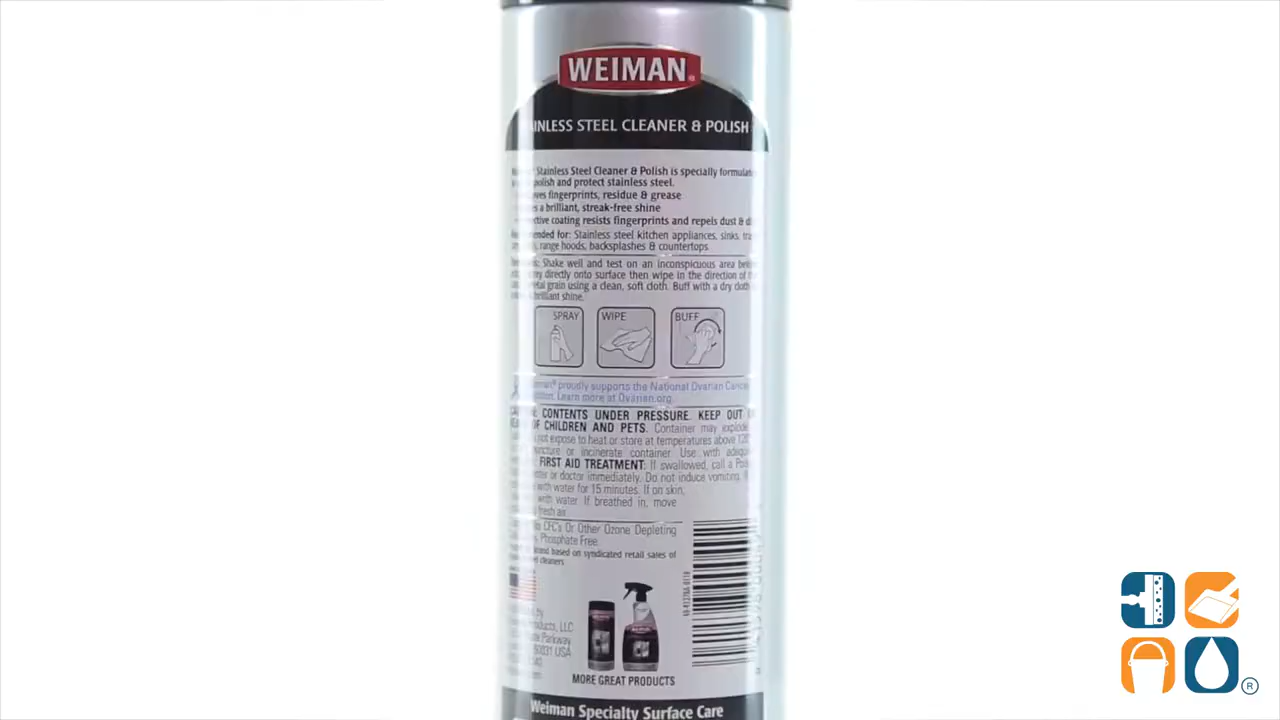 WEIMAN
STEEL CLEANER & POLISH
Stainless Steel Cleaner & Polish is specially
polish and protect stainless steel.
fingerprints, residue & grease
a brilliant, streak-free shine
coating resists fingerprints and repels dust &
for: Stainless steel kitchen appliances, sinks,
range hoods, backsplashes & countertops
Shake well and test on an inconspicuous area
directly onto surface then wipe in the direction of
grain using a clean, soft cloth. Buff with a dry cloth
brilliant shine.
SPRAY
WIPE
BUFF
proudly supports the National Ovarian
Learn more at Ovarian.org.
CONTENTS UNDER PRESSURE. KEEP OUT
OF CHILDREN AND PETS. Container may explode
not expose to heat or store at temperatures above
puncture or incinerate container. Use with
FIRST AID TREATMENT: If swallowed, call a
or doctor immediately. Do not induce vomiting.
with water for 15 minutes. If on skin,
with water. If breathed in, move
fresh air.
CFC's Or Other Ozone Depleting
Phosphate Free
based on syndicated retail sales of
cleaners
by
LLC
Parkway
USA
MORE GREAT PRODUCTS
Weiman Specialty Surface Care
®